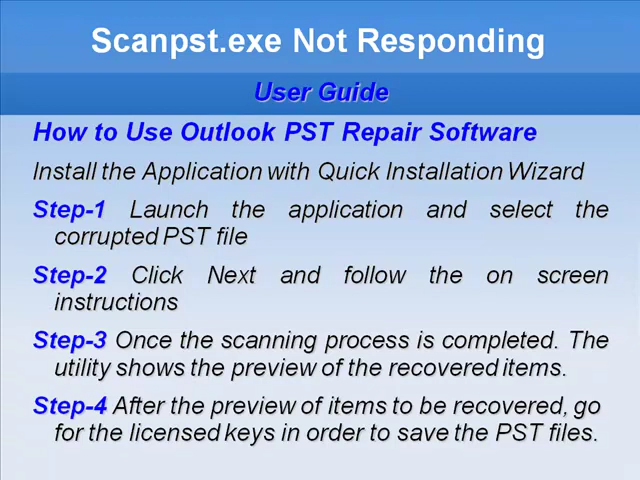 Scanpst.exe Not Responding
User Guide
How to Use Outlook PST Repair Software
Install the Application with Quick Installation Wizard
Step-1 Launch the application and select the
corrupted PST file
Step-2 Click Next and follow the on screen
instructions
Step-3 Once the scanning process is completed. The
utility shows the preview of the recovered items.
Step-4 After the preview of items to be recovered, go
for the licensed keys in order to save the PST files.